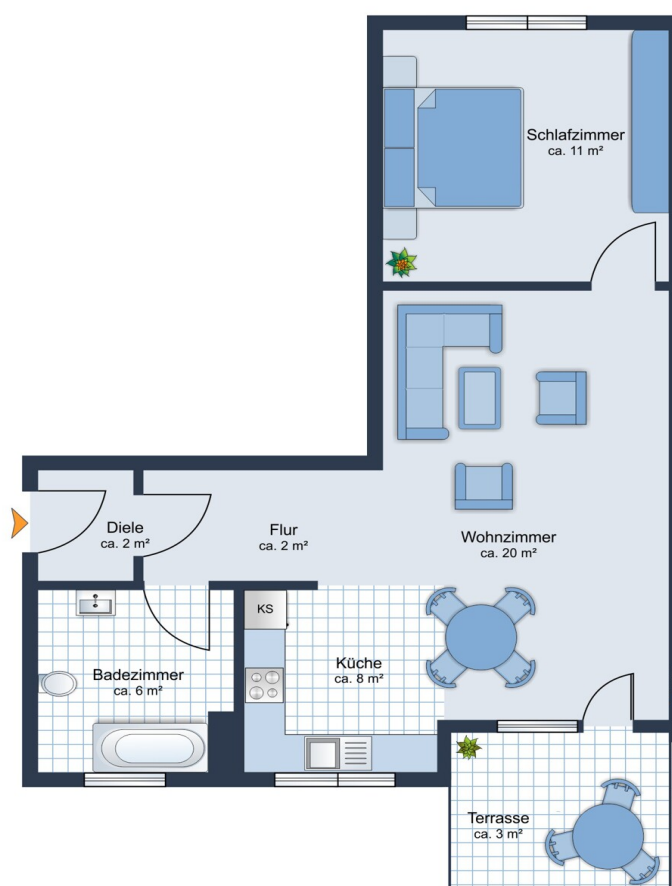 Schlafzimmer
ca. 11 m²
Diele
ca. 2 m²
Flur
ca. 2 m²
Wohnzimmer
ca. 20 m²
KS
Badezimmer
ca. 6 m²
Küche
ca. 8 m²
Terrasse
ca. 3 m²